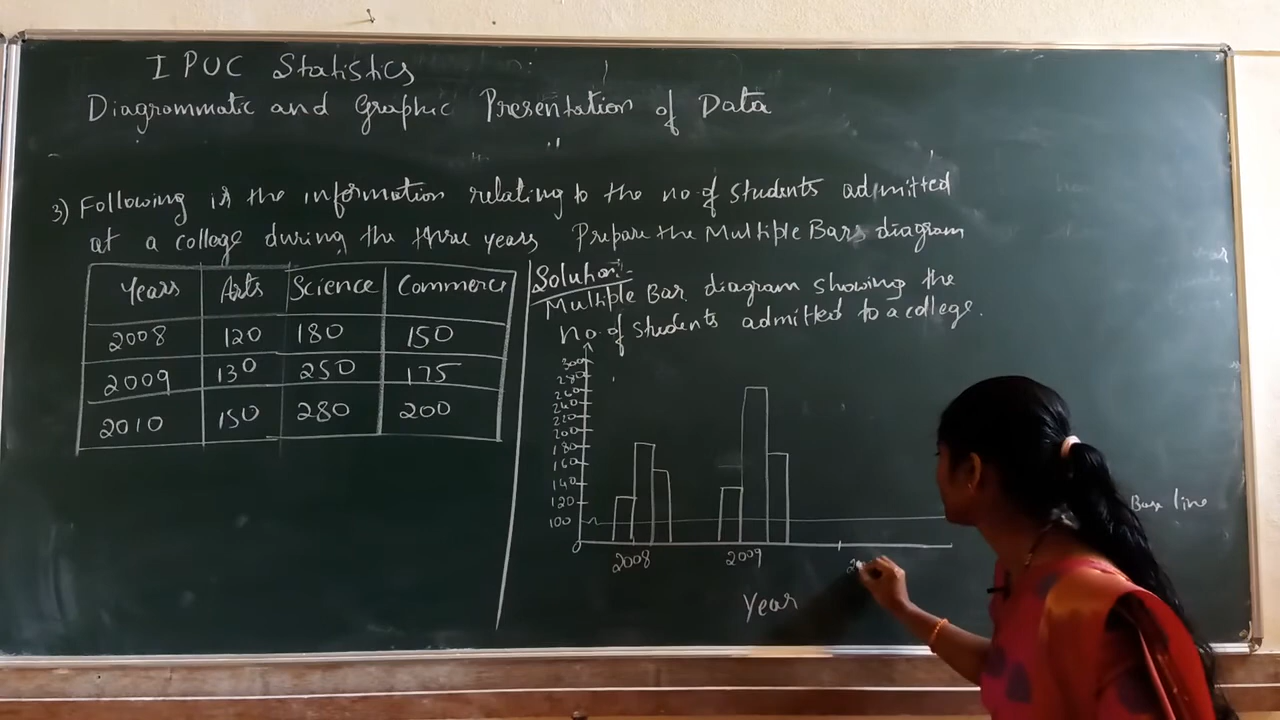 I PUC Statistics
Diagrammatic and Graphic Presentation of Data
3) Following is the information relating to the no. of students admitted
at a college during the three years. Prepare the Multiple Bars diagram
Years Arts Science Commerce
2008 120 180 150
2009 130 250 175
2010 150 280 200
Solution:-
Multiple Bar diagram showing the
no. of students admitted to a college.
300
280
260
240
220
200
180
160
140
120
100
0
2008 2009
Year
Base line